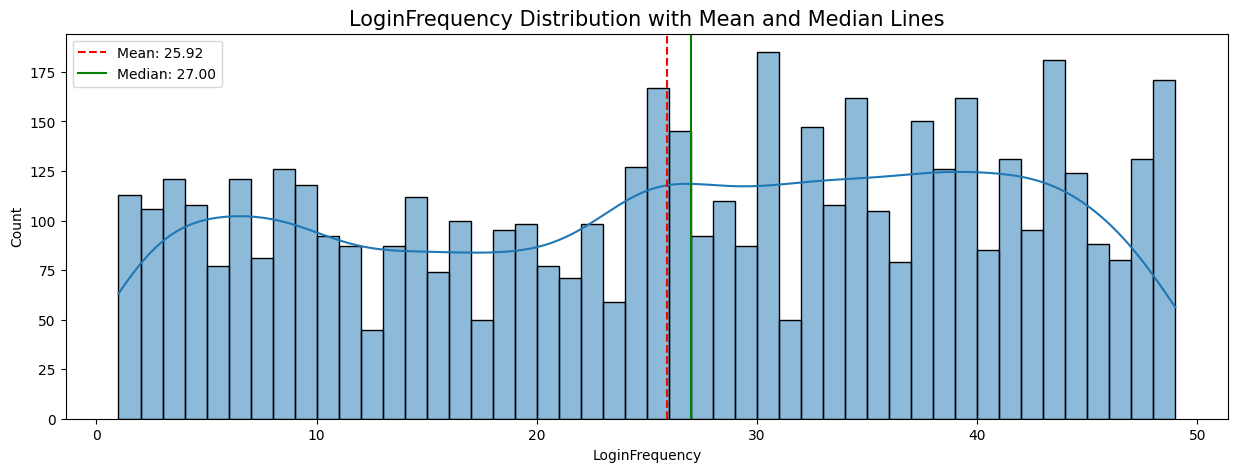 LoginFrequency Distribution with Mean and Median Lines
Mean: 25.92
Median: 27.00
Count
175
150
125
100
75
50
25
0
0 10 20 30 40 50
LoginFrequency